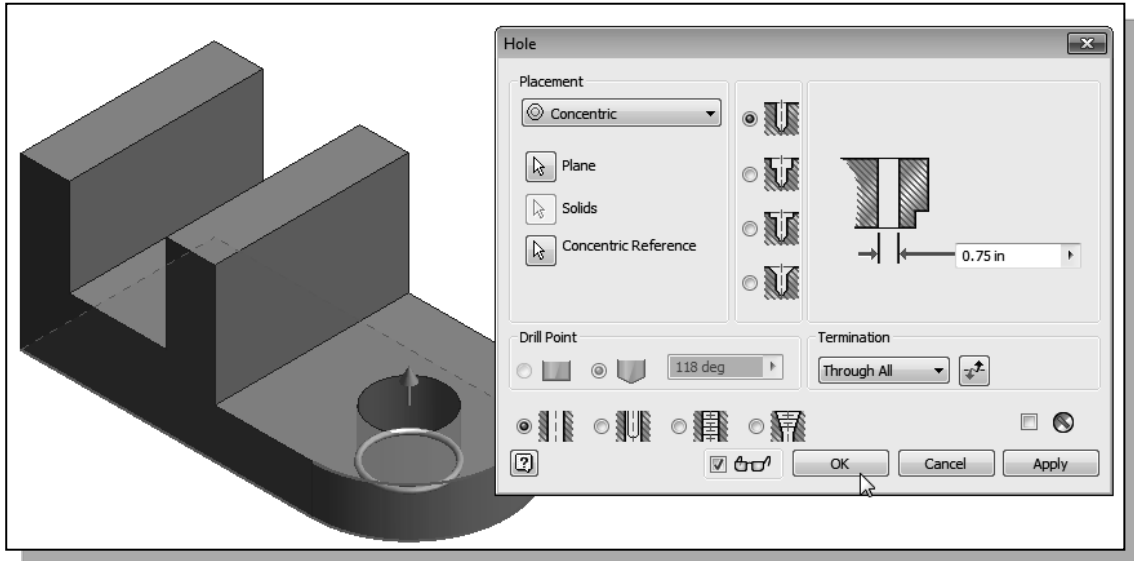 Hole
Placement
Concentric
Plane
Solids
Concentric Reference
0.75 in
Drill Point
118 deg
Termination
Through All
OK
Cancel
Apply